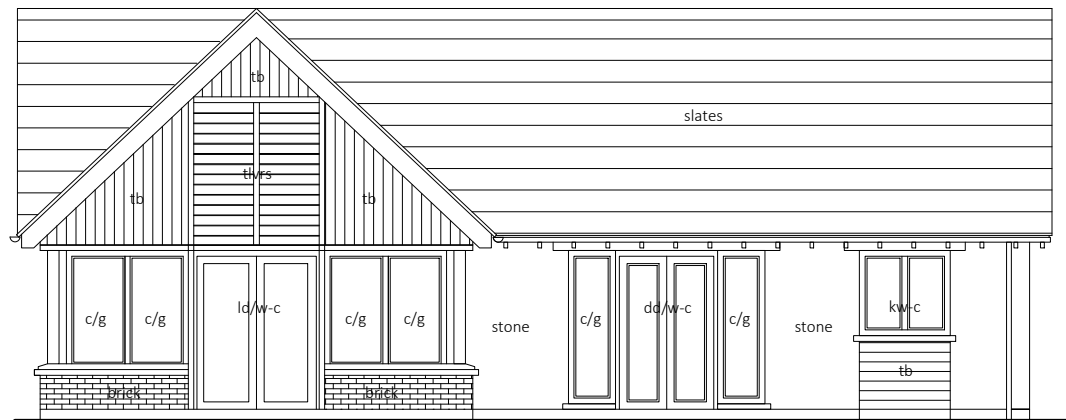 tb
slates
tlvrs
tb
tb
ld/w-c
dd/w-c
kw-c
c/g
c/g
c/g
c/g
c/g
c/g
stone
stone
tb
brick
brick